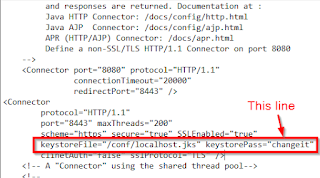 and responses are returned. Documentation at :
Java HTTP Connector: /docs/config/http.html
Java AJP Connector: /docs/config/ajp.html
APR (HTTP/AJP) Connector: /docs/apr.html
Define a non-SSL/TLS HTTP/1.1 Connector on port 8080
-->
<Connector port="8080" protocol="HTTP/1.1"
connectionTimeout="20000"
redirectPort="8443" />
<Connector
This line
protocol="HTTP/1.1"
port="8443" maxThreads="200"
scheme="https" secure="true" SSLEnabled="true"
keystoreFile="/conf/localhost.jks" keystorePass="changeit"
clientAuth="false" sslProtocol="TLS" />
<!-- A "Connector" using the shared thread pool-->
<!--